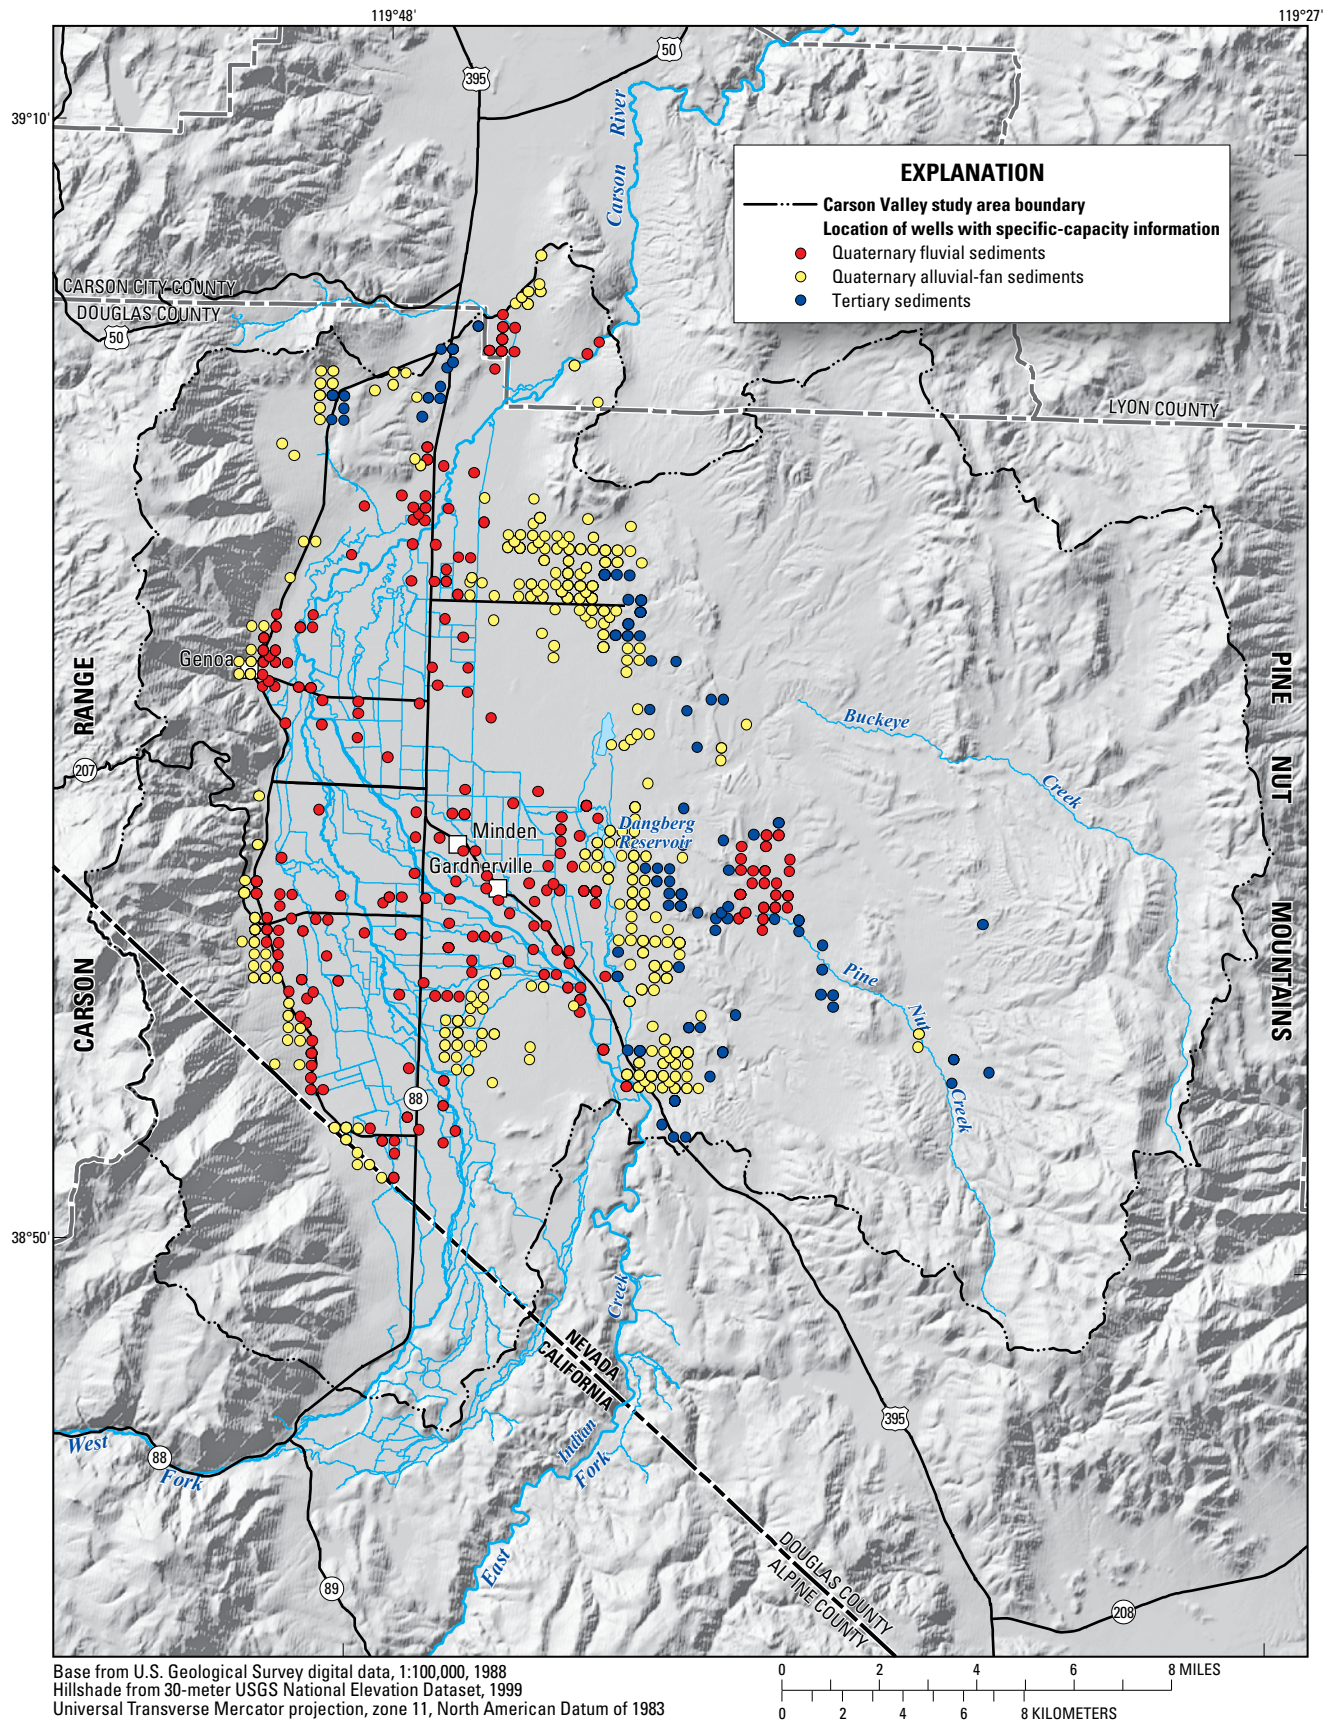 119°48'
119°27'
50
395
39°10'
Carson River
EXPLANATION
Carson Valley study area boundary
Location of wells with specific-capacity information
Quaternary fluvial sediments
Quaternary alluvial-fan sediments
Tertiary sediments
CARSON CITY COUNTY
DOUGLAS COUNTY
50
LYON COUNTY
Genoa
CARSON RANGE
PINE NUT MOUNTAINS
Buckeye Creek
207
Minden
Dangberg
Reservoir
Gardnerville
Pine Nut Creek
88
38°50'
Creek
NEVADA
CALIFORNIA
Indian
395
West Fork
88
East Fork
89
DOUGLAS COUNTY
ALPINE COUNTY
208
Base from U.S. Geological Survey digital data, 1:100,000, 1988
Hillshade from 30-meter USGS National Elevation Dataset, 1999
Universal Transverse Mercator projection, zone 11, North American Datum of 1983
0 2 4 6 8 MILES
0 2 4 6 8 KILOMETERS